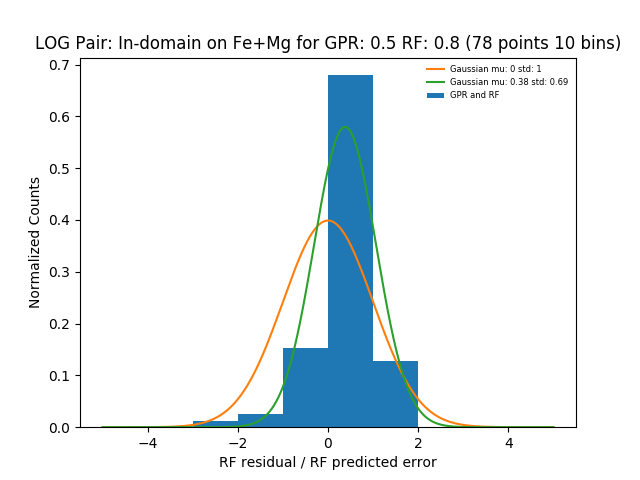 LOG Pair: In-domain on Fe+Mg for GPR: 0.5 RF: 0.8 (78 points 10 bins)
Gaussian mu: 0 std: 1
Gaussian mu: 0.38 std: 0.69
GPR and RF
Normalized Counts
0.7
0.6
0.5
0.4
0.3
0.2
0.1
0.0
−4
−2
0
2
4
RF residual / RF predicted error